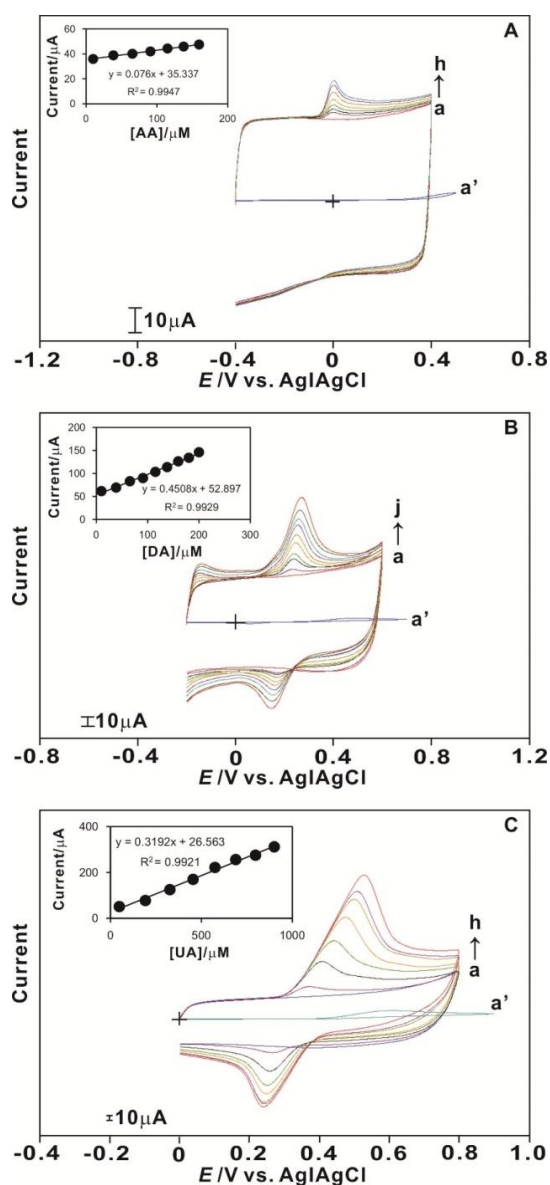 A
60
40
20
0
Current/μA
y = 0.076x + 35.337
R² = 0.9947
0 100 200
[AA]/μM
h
a
a’
Current
10μA
-1.2 -0.8 -0.4 0 0.4 0.8
E /V vs. Ag|AgCl
B
200
150
100
50
0
Current/μA
y = 0.4508x + 52.897
R² = 0.9929
0 100 200 300
[DA]/μM
j
a
a’
Current
10μA
-0.8 -0.4 0 0.4 0.8 1.2
E /V vs. Ag|AgCl
C
400
200
0
Current/μA
y = 0.3192x + 26.563
R² = 0.9921
0 500 1000
[UA]/μM
h
a
a’
Current
10μA
-0.4 -0.2 0 0.2 0.4 0.6 0.8 1.0
E /V vs. Ag|AgCl